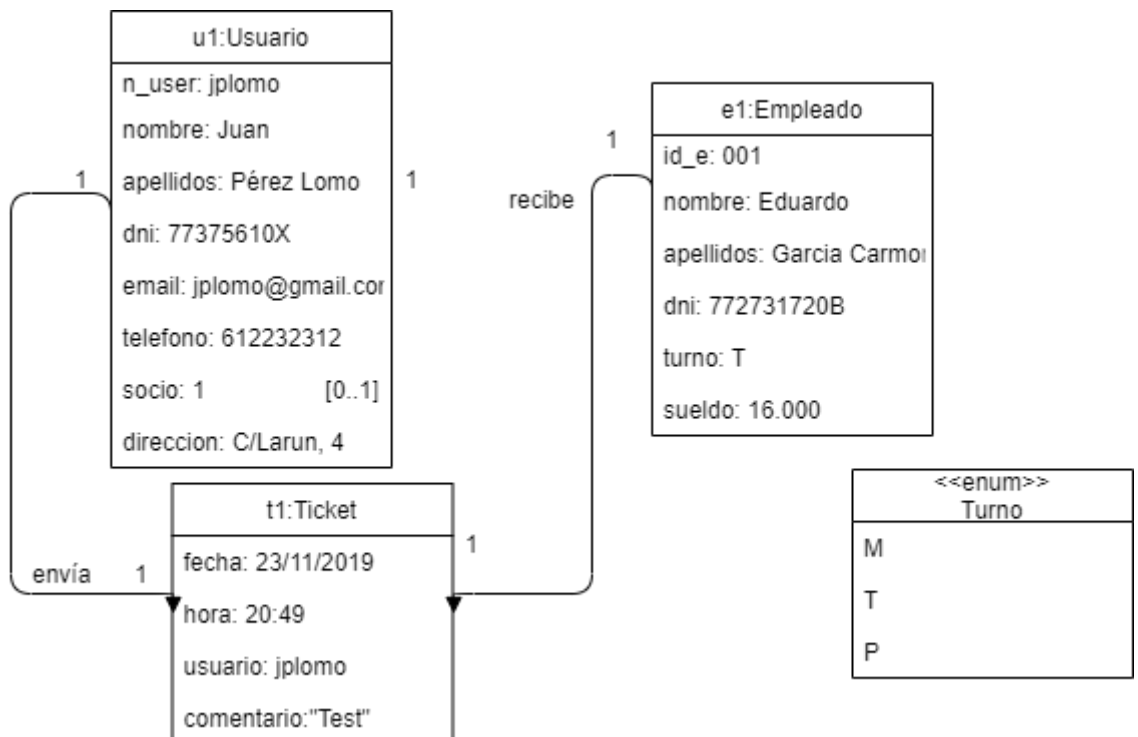 u1:Usuario
n_user: jplomo
nombre: Juan
apellidos: Pérez Lomo
dni: 77375610X
email: jplomo@gmail.cor
telefono: 612232312
socio: 1 [0..1]
direccion: C/Larun, 4
1
1
e1:Empleado
id_e: 001
nombre: Eduardo
apellidos: Garcia Carmo
dni: 772731720B
turno: T
sueldo: 16.000
1
recibe
t1:Ticket
fecha: 23/11/2019
hora: 20:49
usuario: jplomo
comentario:"Test"
envía
1
1
<<enum>>
Turno
M
T
P